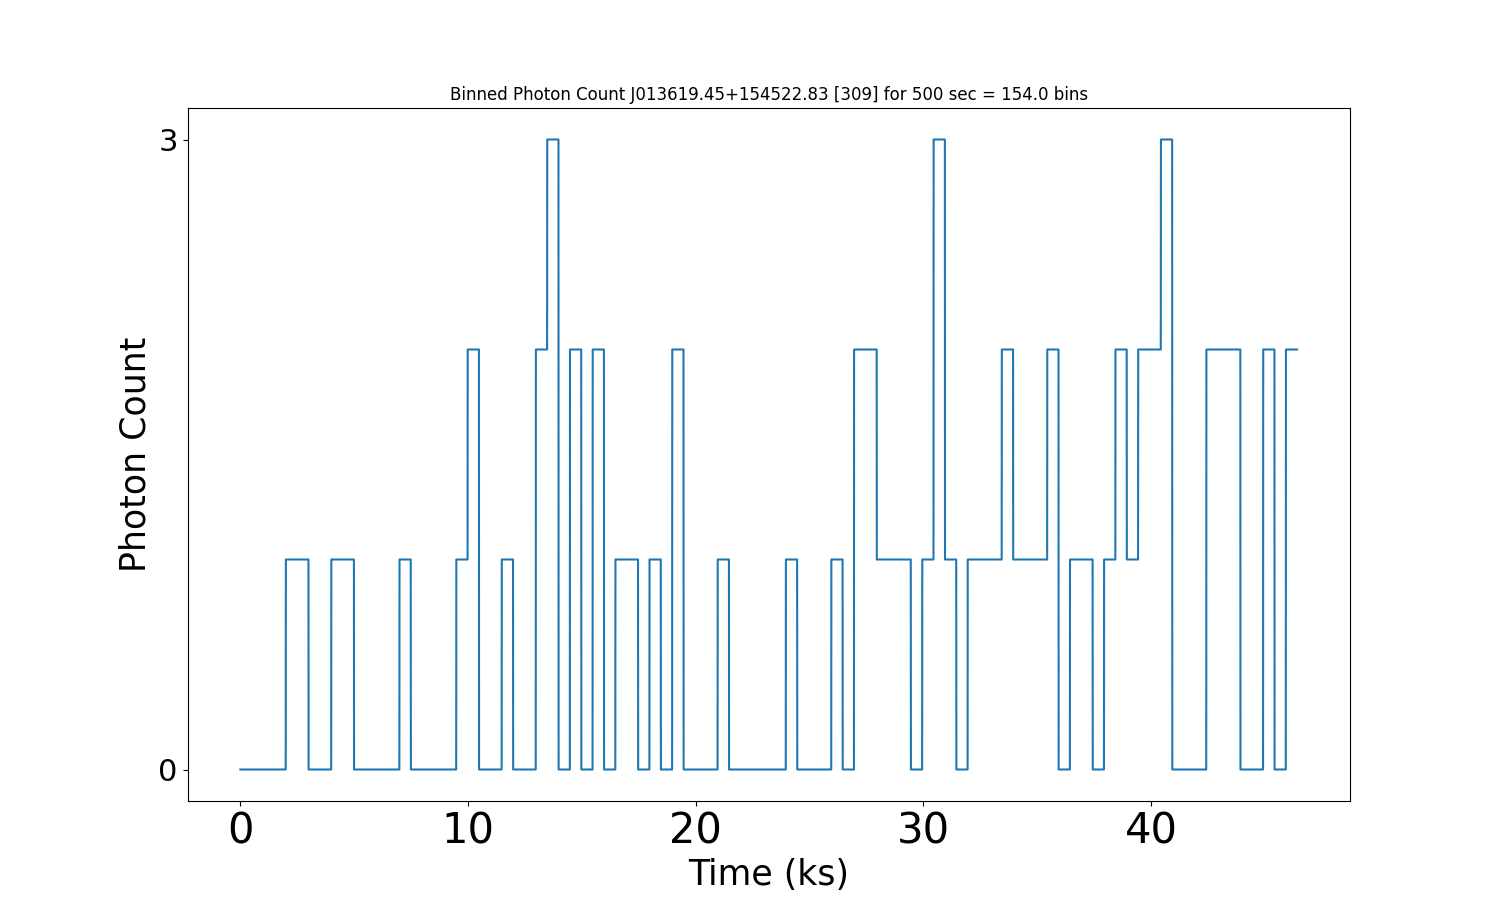 Binned Photon Count J013619.45+154522.83 [309] for 500 sec = 154.0 bins
3
Photon Count
0
0 10 20 30 40
Time (ks)